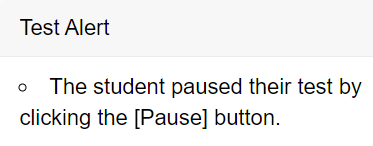 Test Alert
○ The student paused their test by
clicking the [Pause] button.